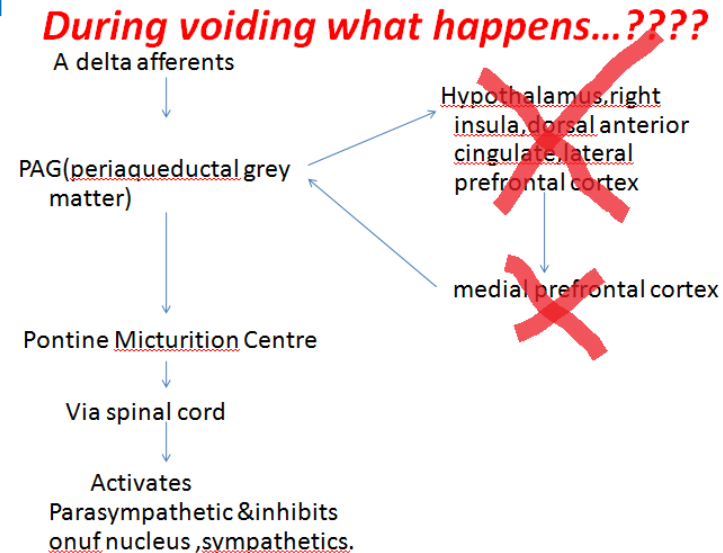 During voiding what happens...????
A delta afferents
PAG(periaqueductal grey
matter)
Hypothalamus,right
insula,dorsal anterior
cingulate,lateral
prefrontal cortex
medial prefrontal cortex
Pontine Micturition Centre
Via spinal cord
Activates
Parasympathetic &inhibits
onuf nucleus ,sympathetics.